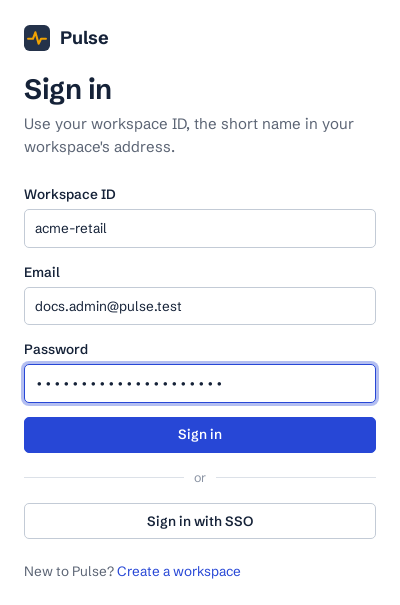 Pulse
Sign in
Use your workspace ID, the short name in your
workspace's address.
Workspace ID
acme-retail
Email
docs.admin@pulse.test
Password
•••••••••••••••••••••
Sign in
or
Sign in with SSO
New to Pulse? Create a workspace